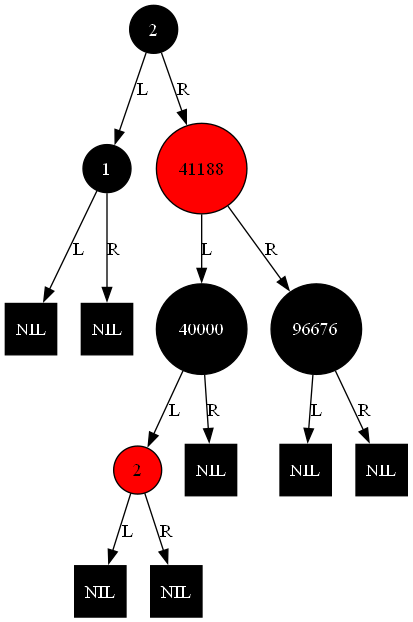 2
L R
1 41188
L R L R
NIL NIL 40000 96676
L R L R
2 NIL NIL NIL
L R
NIL NIL